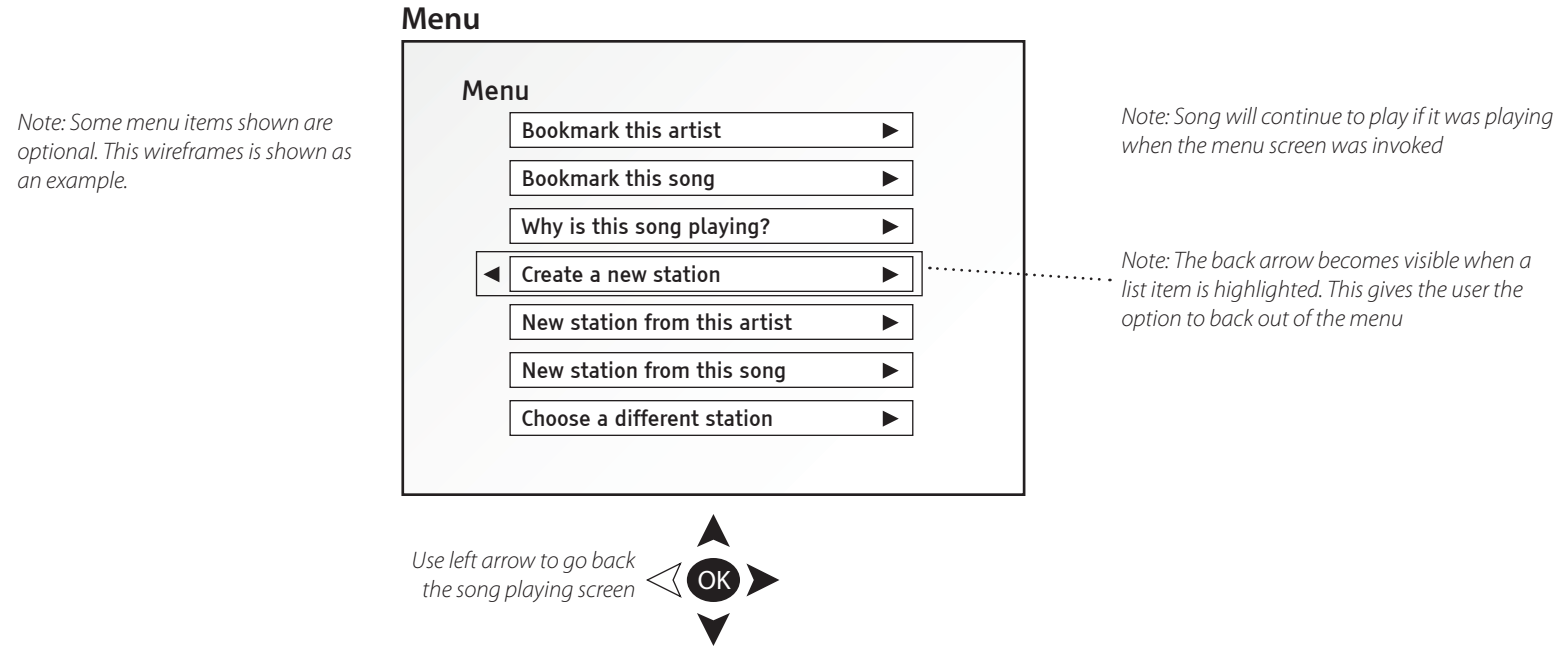 Menu
Menu
Note: Some menu items shown are
optional. This wireframes is shown as
an example.
Bookmark this artist
Bookmark this song
Why is this song playing?
Create a new station
New station from this artist
New station from this song
Choose a different station
Note: Song will continue to play if it was playing
when the menu screen was invoked
Note: The back arrow becomes visible when a
list item is highlighted. This gives the user the
option to back out of the menu
Use left arrow to go back
the song playing screen
OK